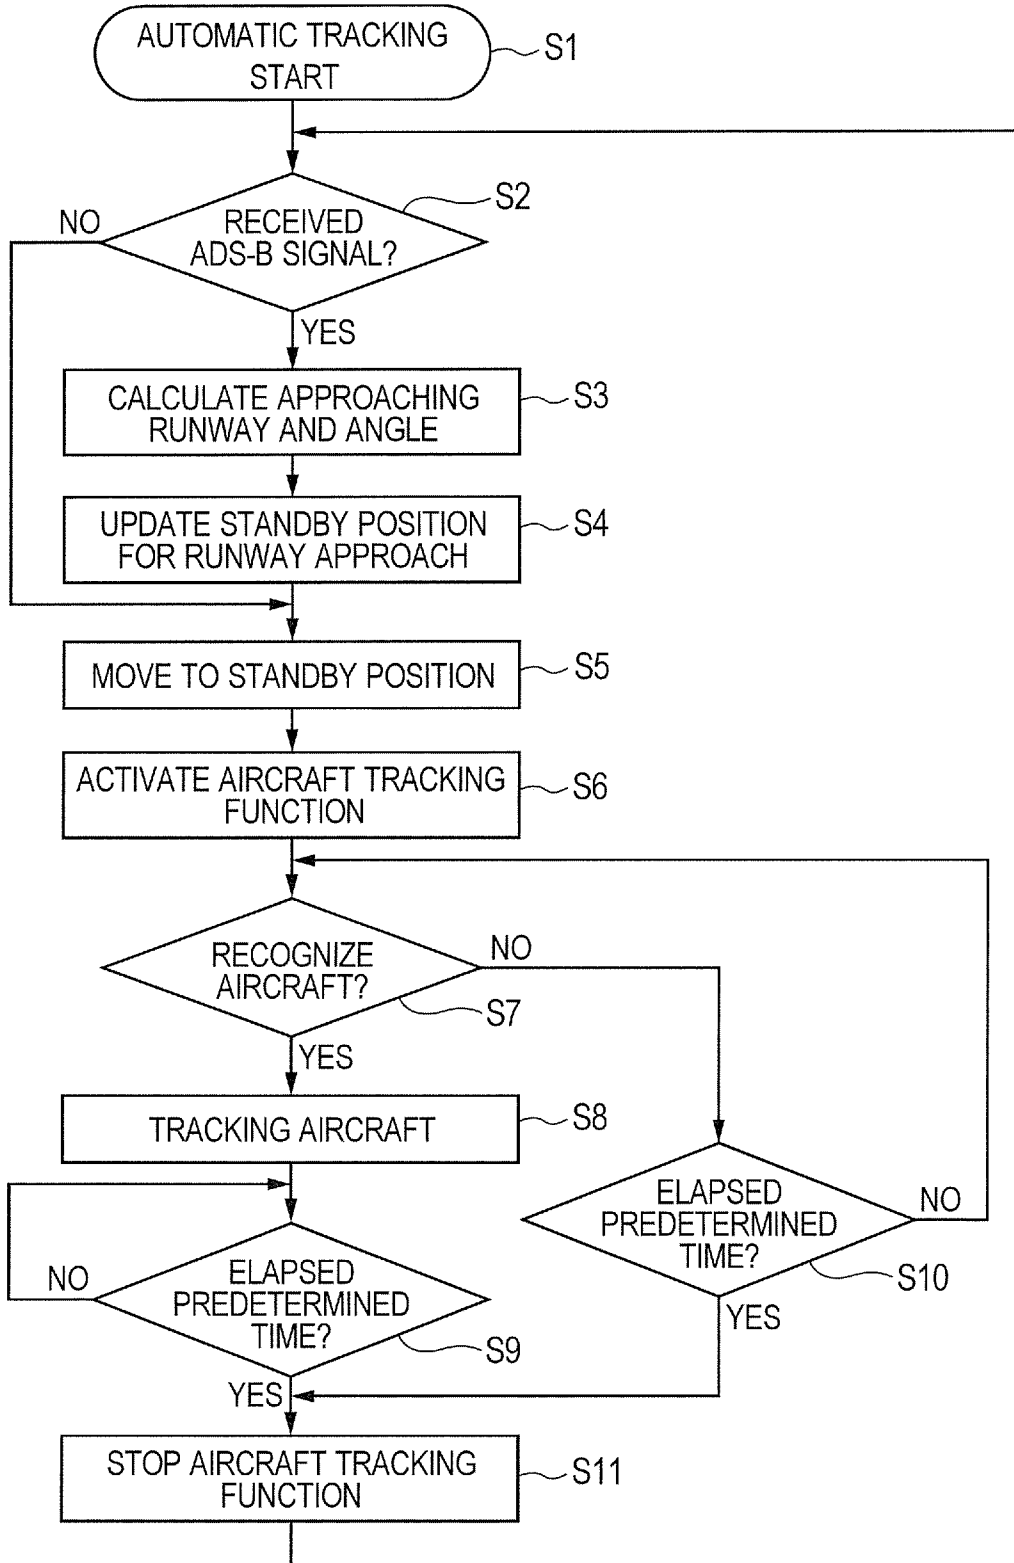 AUTOMATIC TRACKING
START
S1
S2
NO
RECEIVED
ADS-B SIGNAL?
YES
CALCULATE APPROACHING
RUNWAY AND ANGLE
S3
UPDATE STANDBY POSITION
FOR RUNWAY APPROACH
S4
MOVE TO STANDBY POSITION
S5
ACTIVATE AIRCRAFT TRACKING
FUNCTION
S6
RECOGNIZE
AIRCRAFT?
NO
S7
YES
TRACKING AIRCRAFT
S8
ELAPSED
PREDETERMINED
TIME?
NO
S10
YES
NO
ELAPSED
PREDETERMINED
TIME?
S9
YES
STOP AIRCRAFT TRACKING
FUNCTION
S11